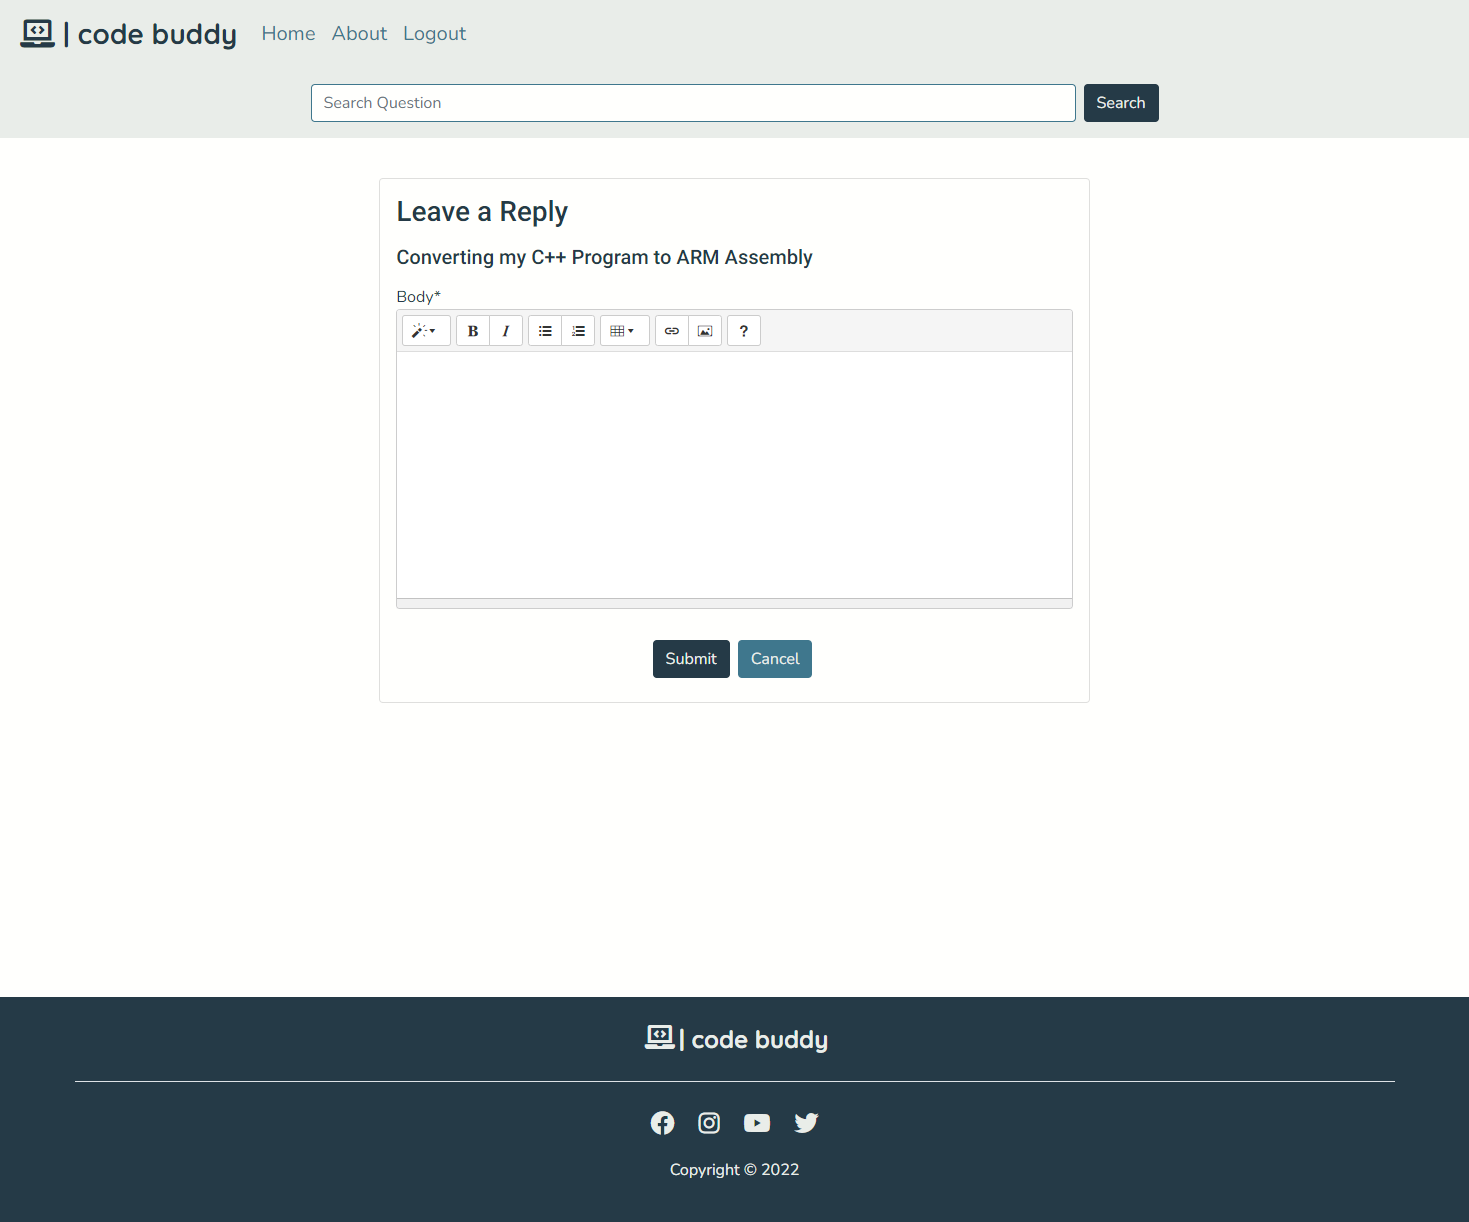 | code buddy Home About Logout
Search Question Search
Leave a Reply
Converting my C++ Program to ARM Assembly
Body*
B I ?
Submit Cancel
| code buddy
Copyright © 2022